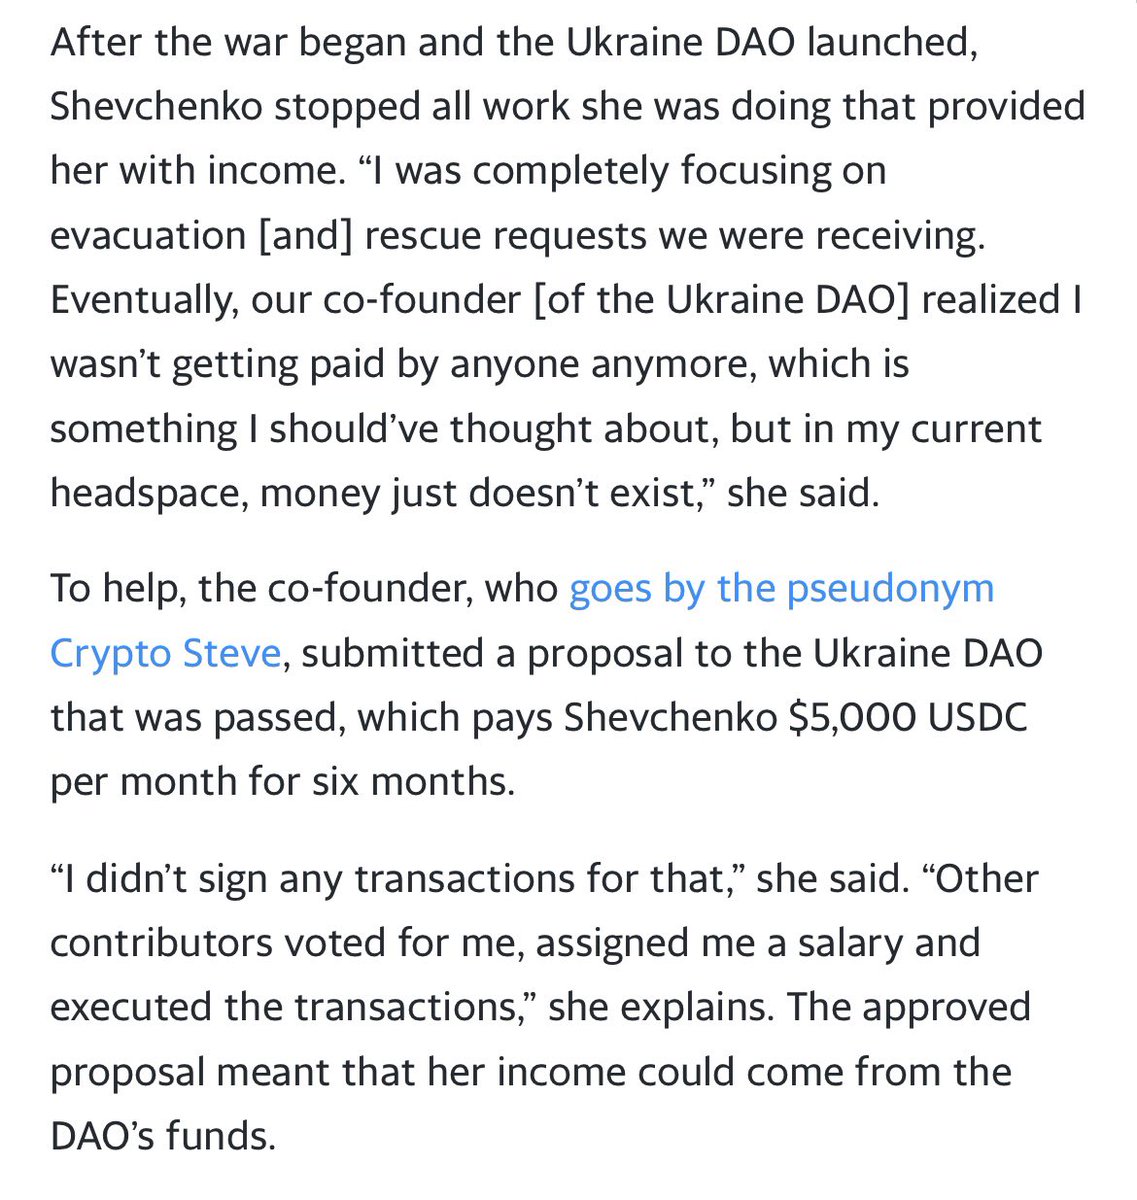 After the war began and the Ukraine DAO launched,
Shevchenko stopped all work she was doing that provided
her with income. “I was completely focusing on
evacuation [and] rescue requests we were receiving.
Eventually, our co-founder [of the Ukraine DAO] realized I
wasn’t getting paid by anyone anymore, which is
something I should’ve thought about, but in my current
headspace, money just doesn’t exist,” she said.
To help, the co-founder, who goes by the pseudonym
Crypto Steve, submitted a proposal to the Ukraine DAO
that was passed, which pays Shevchenko $5,000 USDC
per month for six months.
“I didn’t sign any transactions for that,” she said. “Other
contributors voted for me, assigned me a salary and
executed the transactions,” she explains. The approved
proposal meant that her income could come from the
DAO’s funds.